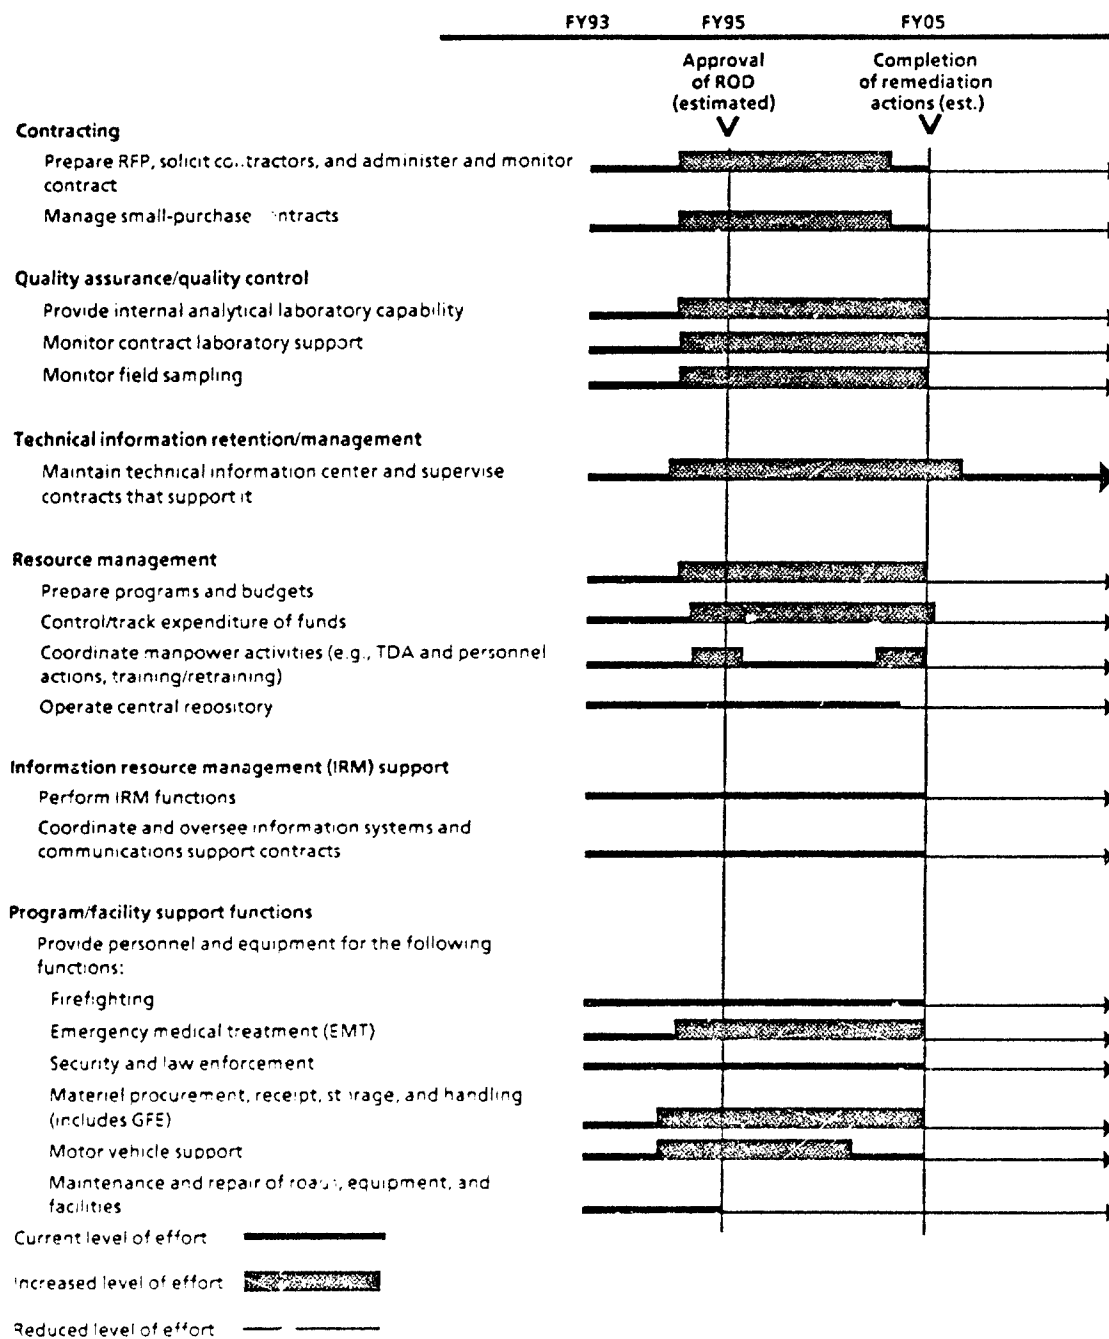 FY93 FY95 FY05
Approval of ROD (estimated)
Completion of remediation actions (est.)
Contracting
Prepare RFP, solicit contractors, and administer and monitor
contract
Manage small-purchase
Quality assurance/quality control
Provide internal analytical laboratory capability
Monitor contract laboratory support
Monitor field sampling
Technical information retention/management
Maintain technical information center and supervise
contracts that support it
Resource management
Prepare programs and budgets
Control/track expenditure of funds
Coordinate manpower activities (e.g., TDA and personnel
actions, training/retraining)
Operate central repository
Information resource management (IRM) support
Perform IRM functions
Coordinate and oversee information systems and
communications support contracts
Program/facility support functions
Provide personnel and equipment for the following
functions:
Firefighting
Emergency medical treatment (EMT)
Security and law enforcement
Materiel procurement, receipt, storage, and handling
(includes GFE)
Motor vehicle support
Maintenance and repair of roads, equipment, and
facilities
Current level of effort
Increased level of effort
Reduced level of effort